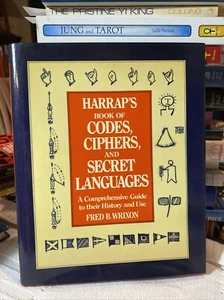 THE PRISTINE YI KING
JUNG and TAROT
HARRAP'S
BOOK OF
CODES,
CIPHERS,
AND
SECRET
LANGUAGES
A Comprehensive Guide
to their History and Use
FRED B. WRIXON